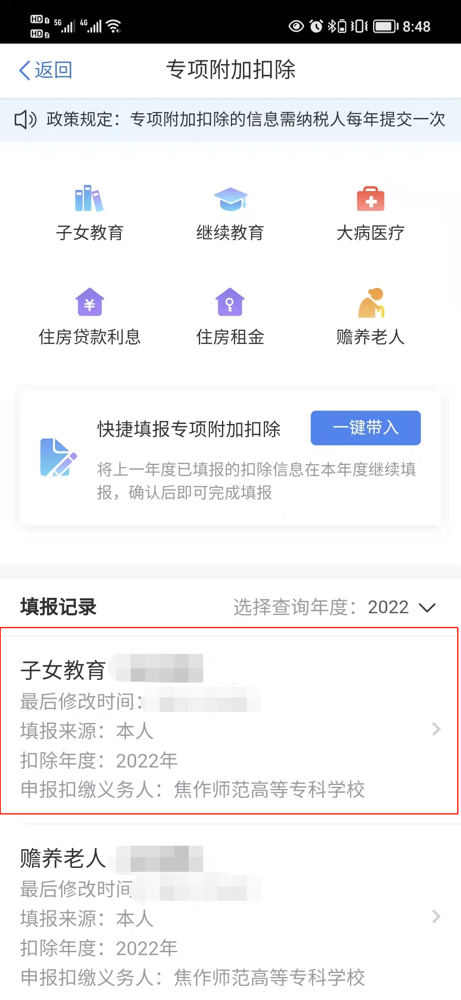 HD 1 5G 4G 8:48
HD 2
返回 专项附加扣除
政策规定：专项附加扣除的信息需纳税人每年提交一次
子女教育 继续教育 大病医疗
住房贷款利息 住房租金 赡养老人
快捷填报专项附加扣除 一键带入
将上一年度已填报的扣除信息在本年度继续填
报，确认后即可完成填报
填报记录 选择查询年度：2022
子女教育
最后修改时间：
填报来源：本人
扣除年度：2022年
申报扣缴义务人：焦作师范高等专科学校
赡养老人
最后修改时间
填报来源：本人
扣除年度：2022年
申报扣缴义务人：焦作师范高等专科学校